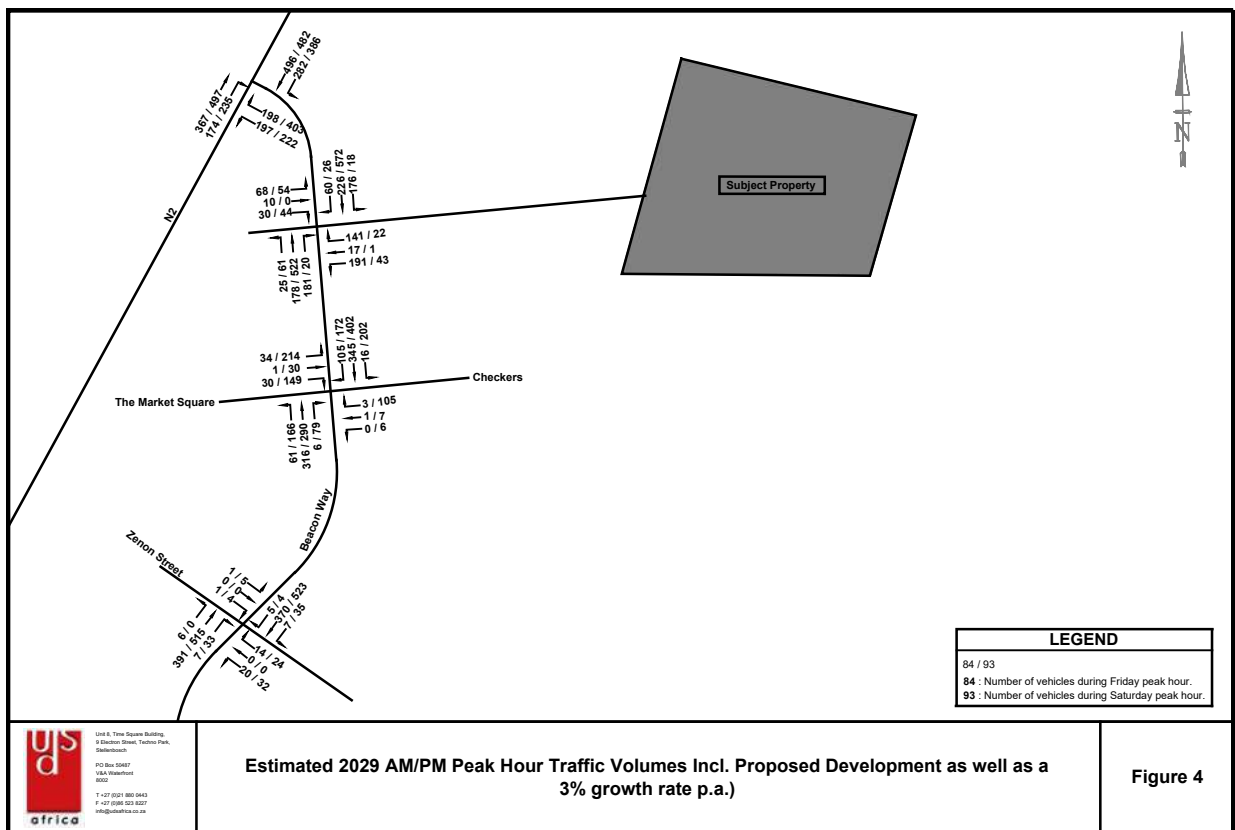 496 / 482
282 / 386
367 / 497
174 / 235
198 / 403
197 / 222
N2
N
Subject Property
68 / 54
10 / 0
30 / 44
60 / 26
226 / 572
176 / 18
141 / 22
17 / 1
191 / 43
25 / 61
178 / 522
181 / 20
34 / 214
1 / 30
30 / 149
105 / 172
345 / 402
16 / 202
The Market Square
Checkers
3 / 105
1 / 7
0 / 6
61 / 166
316 / 290
6 / 79
Beacon Way
Zenon Street
1 / 5
0 / 0
1 / 4
5 / 4
370 / 523
7 / 35
6 / 0
391 / 515
7 / 33
14 / 24
0 / 0
20 / 32
LEGEND
84 / 93
84 : Number of vehicles during Friday peak hour.
93 : Number of vehicles during Saturday peak hour.
uds
africa
Unit 8, Time Square Building,
9 Electron Street, Techno Park,
Stellenbosch
PO Box 50487
V&A Waterfront
8002
T +27 (0)21 880 0443
F +27 (0)86 523 8227
info@udsafrica.co.za
Estimated 2029 AM/PM Peak Hour Traffic Volumes Incl. Proposed Development as well as a
3% growth rate p.a.)
Figure 4